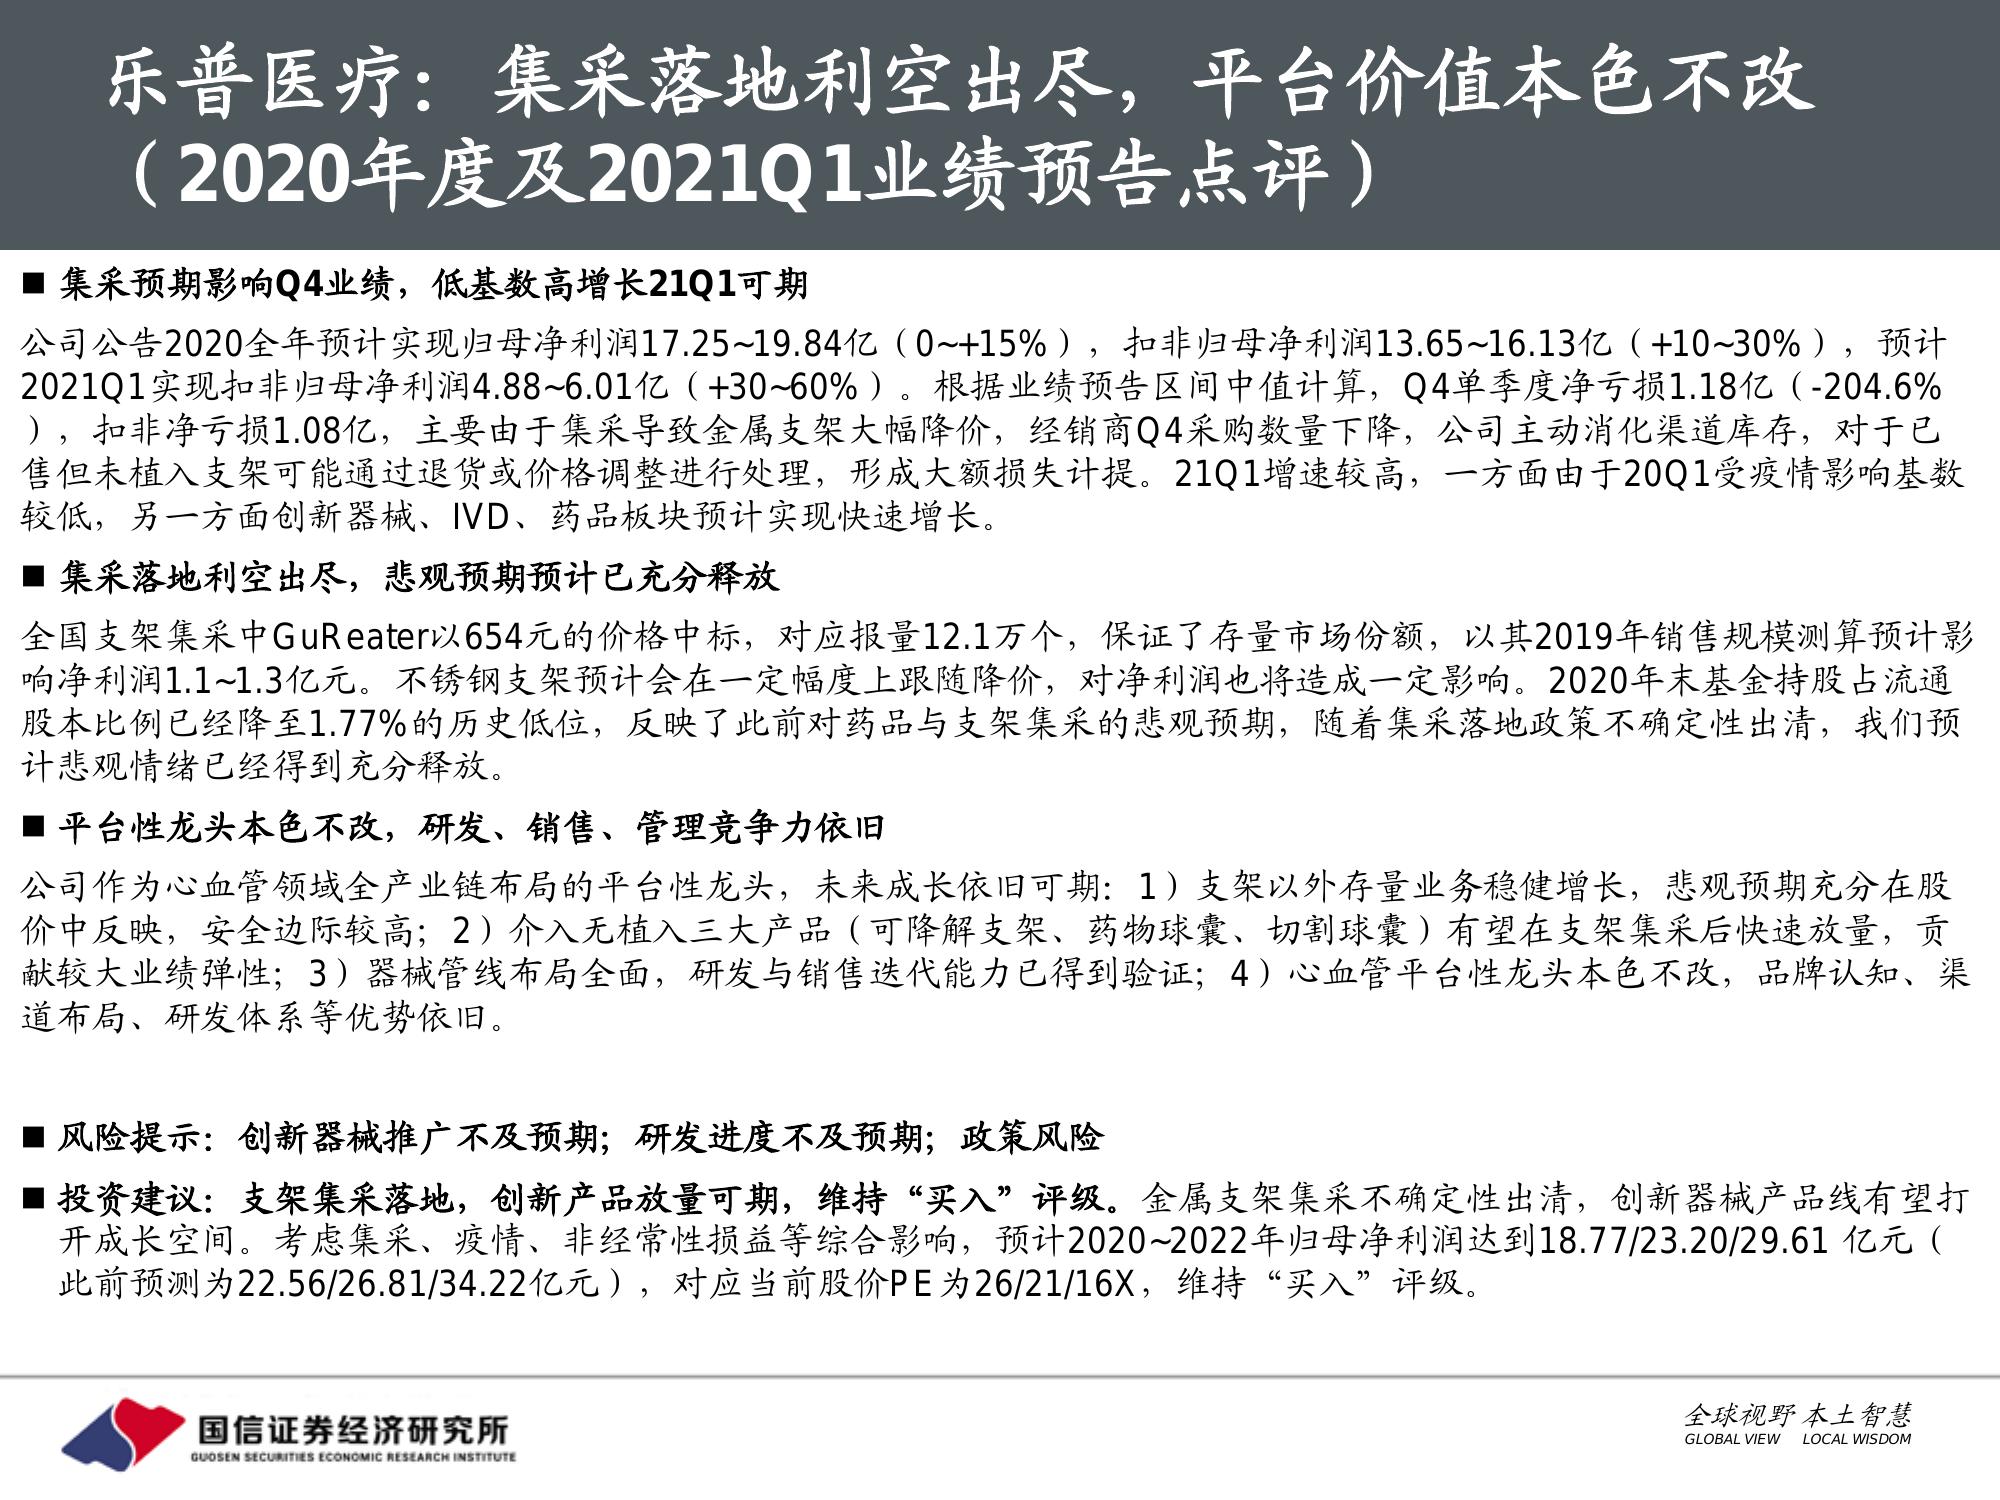 乐普医疗：集采落地利空出尽，平台价值本色不改
（2020年度及2021Q1业绩预告点评）
■ 集采预期影响Q4业绩，低基数高增长21Q1可期
公司公告2020全年预计实现归母净利润17.25~19.84亿（0~+15%），扣非归母净利润13.65~16.13亿（+10~30%），预计
2021Q1实现扣非归母净利润4.88~6.01亿（+30~60%）。根据业绩预告区间中值计算，Q4单季度净亏损1.18亿（-204.6%
），扣非净亏损1.08亿，主要由于集采导致金属支架大幅降价，经销商Q4采购数量下降，公司主动消化渠道库存，对于已
售但未植入支架可能通过退货或价格调整进行处理，形成大额损失计提。21Q1增速较高，一方面由于20Q1受疫情影响基数
较低，另一方面创新器械、IVD、药品板块预计实现快速增长。
■ 集采落地利空出尽，悲观预期预计已充分释放
全国支架集采中GuReater以654元的价格中标，对应报量12.1万个，保证了存量市场份额，以其2019年销售规模测算预计影
响净利润1.1~1.3亿元。不锈钢支架预计会在一定幅度上跟随降价，对净利润也将造成一定影响。2020年末基金持股占流通
股本比例已经降至1.77%的历史低位，反映了此前对药品与支架集采的悲观预期，随着集采落地政策不确定性出清，我们预
计悲观情绪已经得到充分释放。
■ 平台性龙头本色不改，研发、销售、管理竞争力依旧
公司作为心血管领域全产业链布局的平台性龙头，未来成长依旧可期：1）支架以外存量业务稳健增长，悲观预期充分在股
价中反映，安全边际较高；2）介入无植入三大产品（可降解支架、药物球囊、切割球囊）有望在支架集采后快速放量，贡
献较大业绩弹性；3）器械管线布局全面，研发与销售迭代能力已得到验证；4）心血管平台性龙头本色不改，品牌认知、渠
道布局、研发体系等优势依旧。
■ 风险提示：创新器械推广不及预期；研发进度不及预期；政策风险
■ 投资建议：支架集采落地，创新产品放量可期，维持“买入”评级。金属支架集采不确定性出清，创新器械产品线有望打
开成长空间。考虑集采、疫情、非经常性损益等综合影响，预计2020~2022年归母净利润达到18.77/23.20/29.61 亿元（
此前预测为22.56/26.81/34.22亿元），对应当前股价PE为26/21/16X，维持“买入”评级。
国信证券经济研究所
GUOSEN SECURITIES ECONOMIC RESEARCH INSTITUTE
全球视野 本土智慧
GLOBAL VIEW LOCAL WISDOM